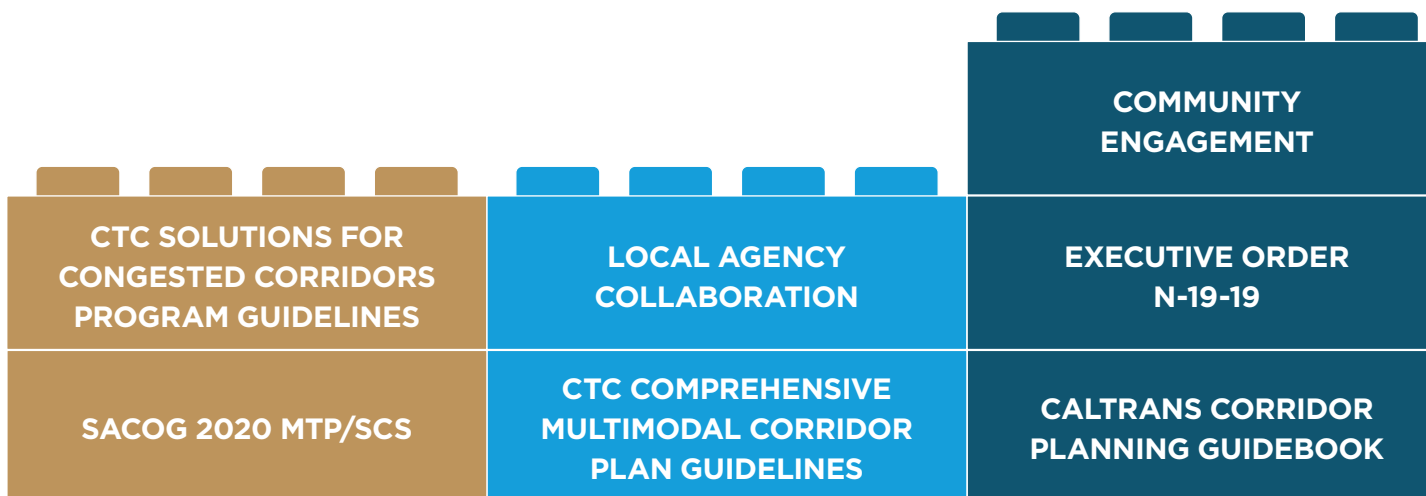 COMMUNITY
ENGAGEMENT
CTC SOLUTIONS FOR
CONGESTED CORRIDORS
PROGRAM GUIDELINES
LOCAL AGENCY
COLLABORATION
EXECUTIVE ORDER
N-19-19
SACOG 2020 MTP/SCS
CTC COMPREHENSIVE
MULTIMODAL CORRIDOR
PLAN GUIDELINES
CALTRANS CORRIDOR
PLANNING GUIDEBOOK